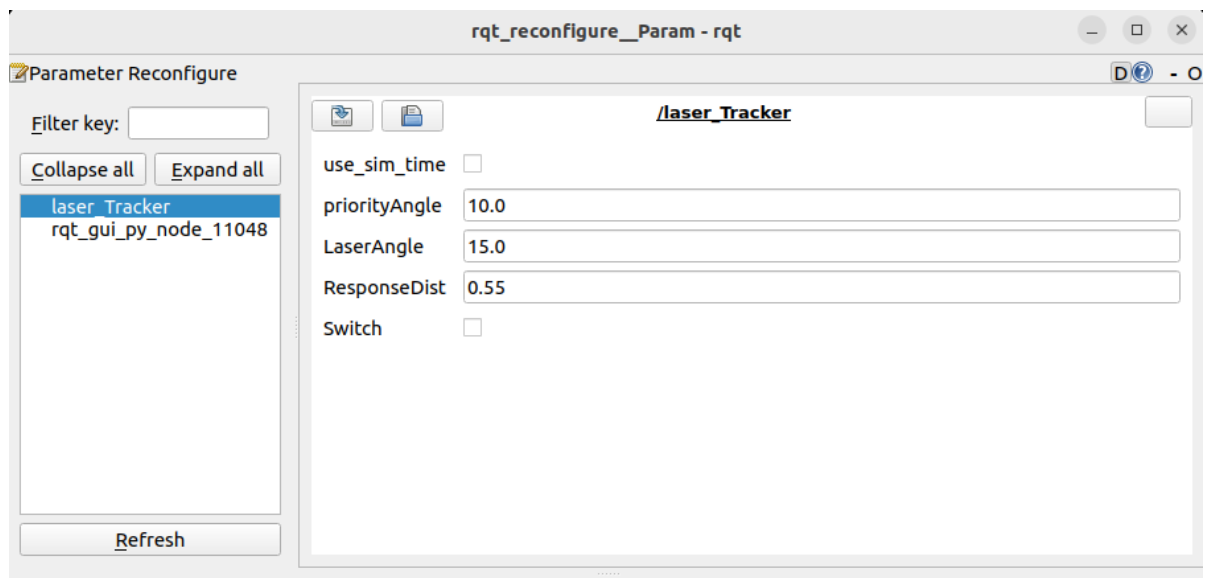 rqt_reconfigure__Param - rqt
Parameter Reconfigure
D - O
Filter key:
Collapse all Expand all
laser_Tracker
rqt_gui_py_node_11048
Refresh
/laser_Tracker
use_sim_time
priorityAngle 10.0
LaserAngle 15.0
ResponseDist 0.55
Switch